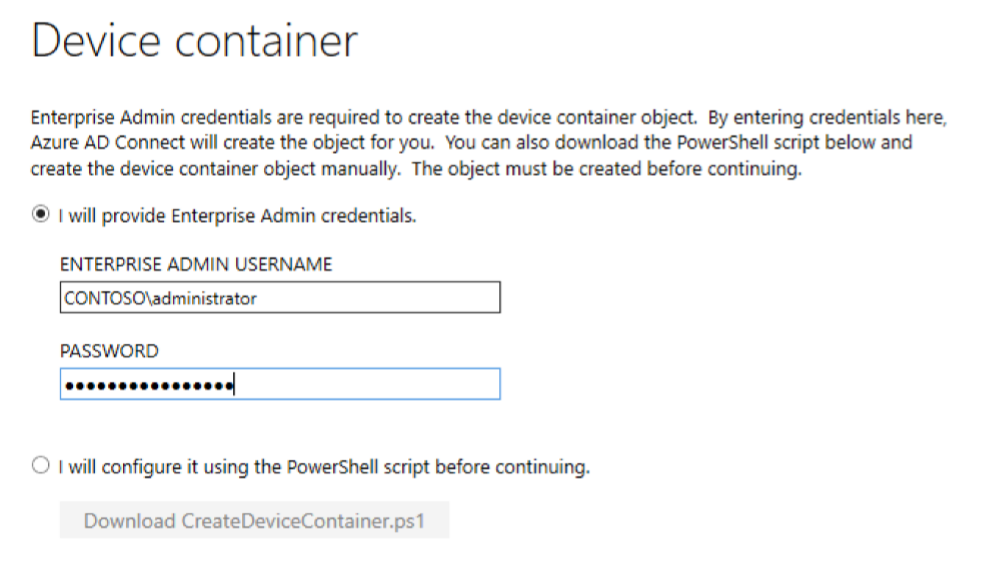 Device container
Enterprise Admin credentials are required to create the device container object.  By entering credentials here,
Azure AD Connect will create the object for you.  You can also download the PowerShell script below and
create the device container object manually.  The object must be created before continuing.
I will provide Enterprise Admin credentials.
ENTERPRISE ADMIN USERNAME
CONTOSO\administrator
PASSWORD
••••••••••••••••
I will configure it using the PowerShell script before continuing.
Download CreateDeviceContainer.ps1